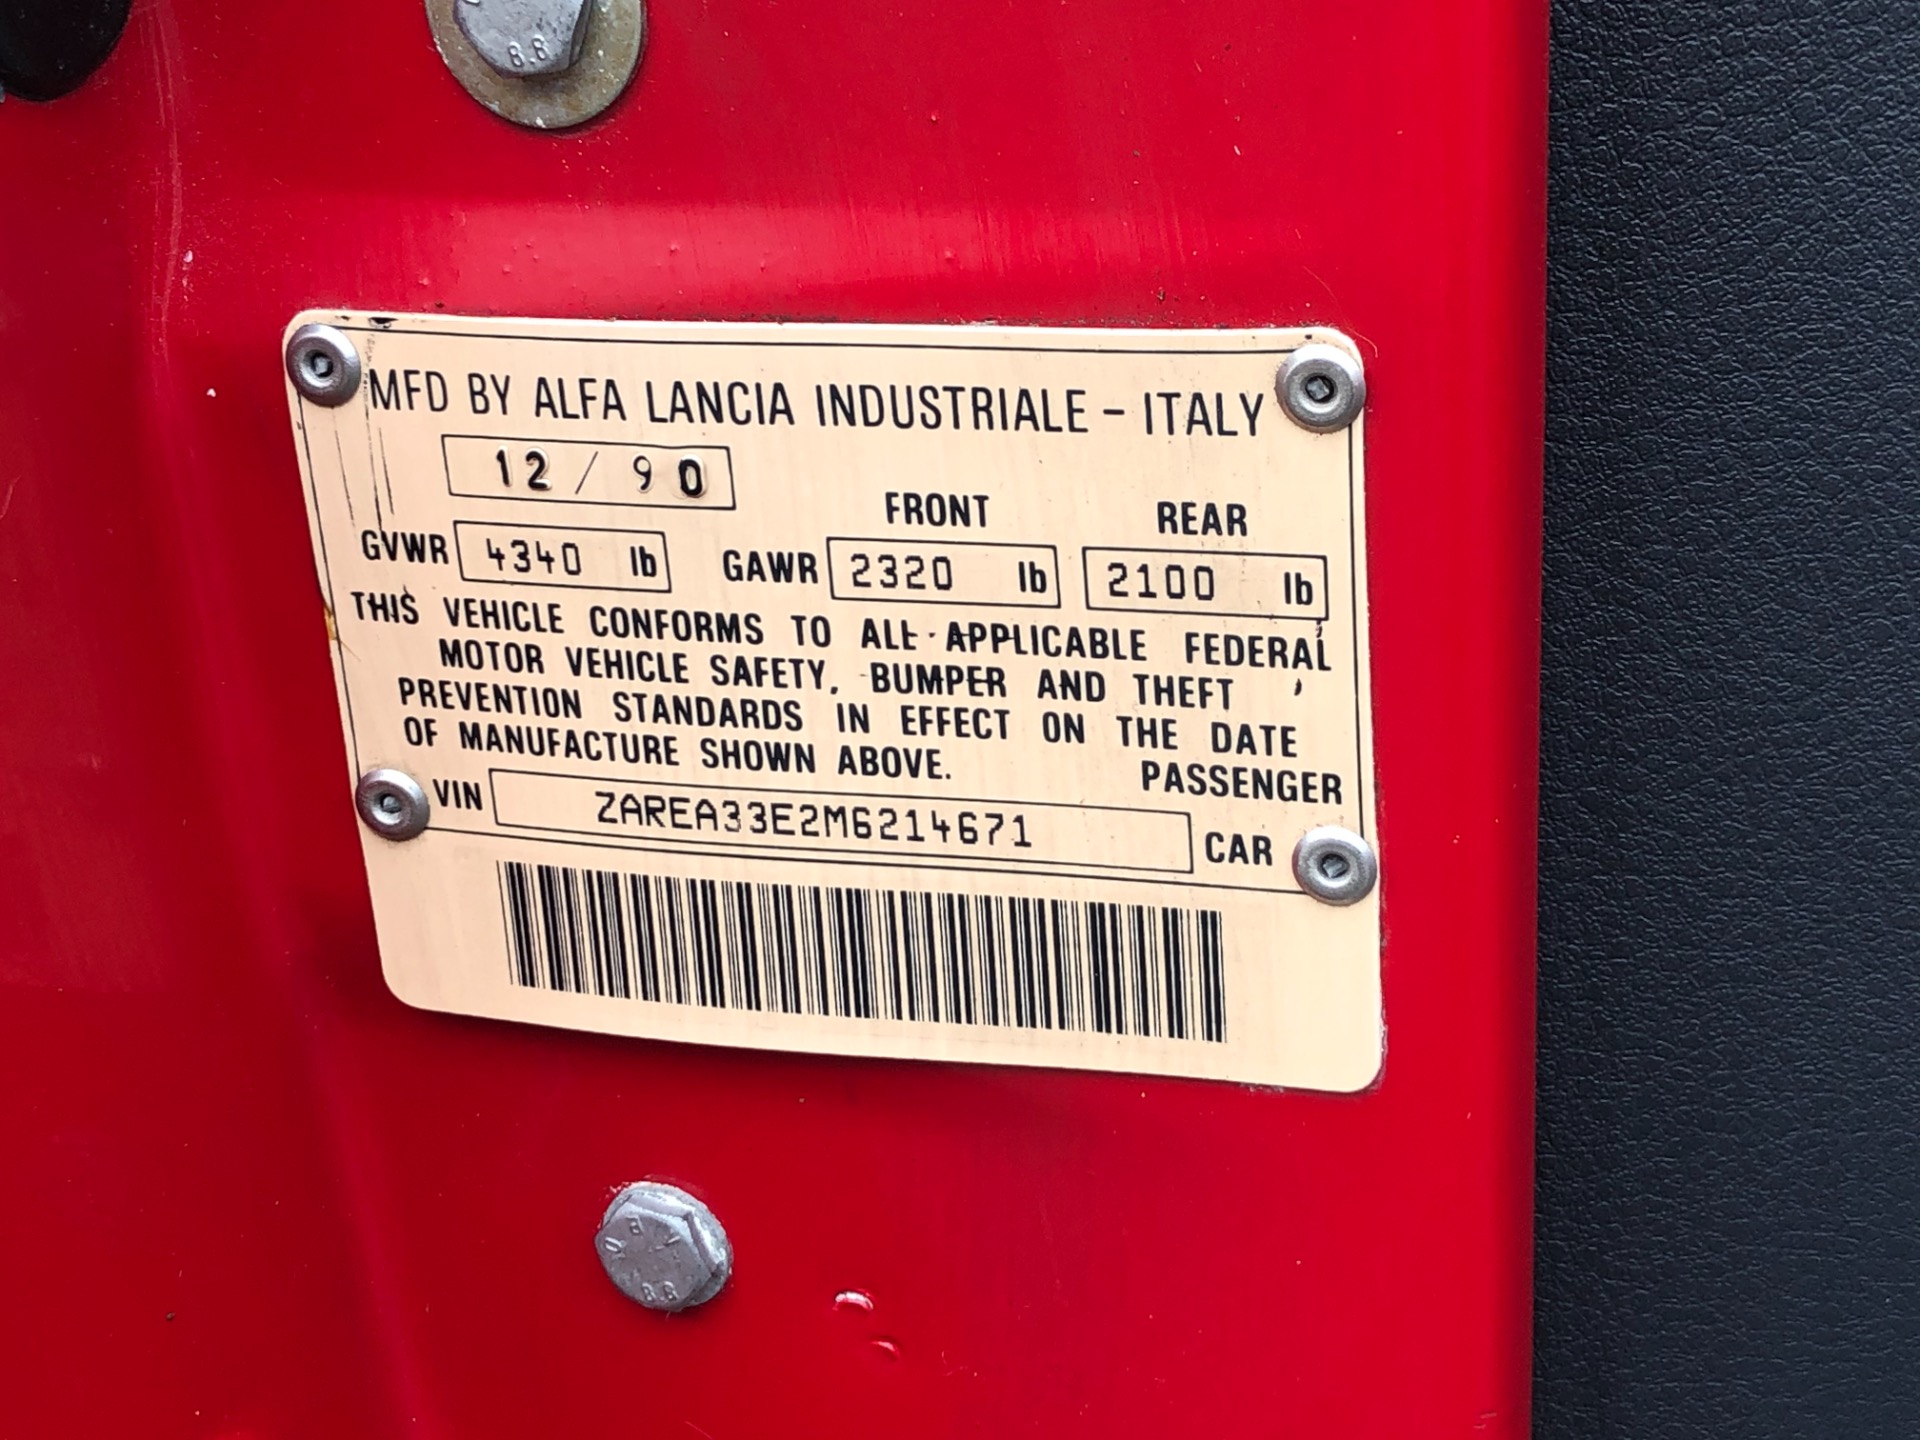 8.8
MFD BY ALFA LANCIA INDUSTRIALE - ITALY
12 / 90
FRONT REAR
GVWR 4340 lb GAWR 2320 lb 2100 lb
THIS VEHICLE CONFORMS TO ALL APPLICABLE FEDERAL
MOTOR VEHICLE SAFETY, BUMPER AND THEFT
PREVENTION STANDARDS IN EFFECT ON THE DATE
OF MANUFACTURE SHOWN ABOVE.
PASSENGER
VIN ZAREA33E2M6214671 CAR
8.8